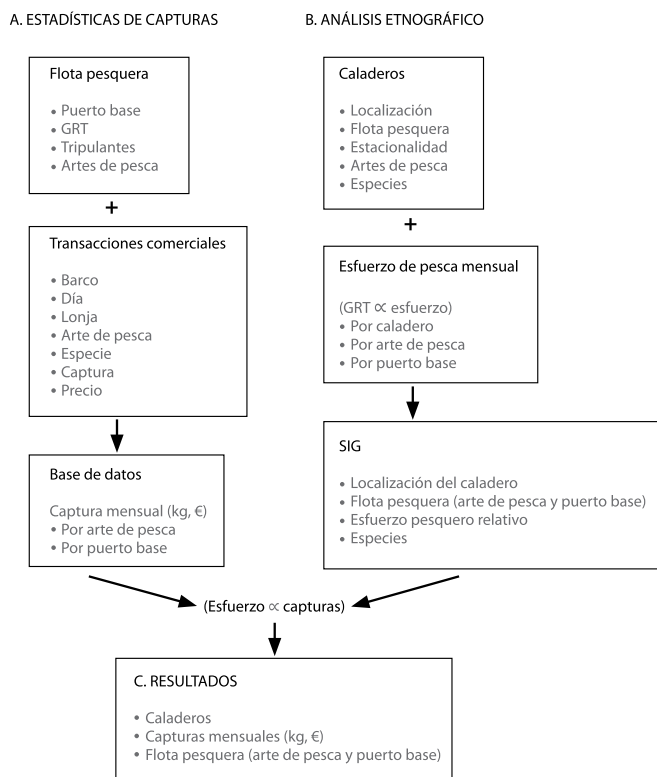 A. ESTADÍSTICAS DE CAPTURAS
Flota pesquera
• Puerto base
• GRT
• Tripulantes
• Artes de pesca
+
Transacciones comerciales
• Barco
• Día
• Lonja
• Arte de pesca
• Especie
• Captura
• Precio
Base de datos
Captura mensual (kg, €)
• Por arte de pesca
• Por puerto base
B. ANÁLISIS ETNOGRÁFICO
Caladeros
• Localización
• Flota pesquera
• Estacionalidad
• Artes de pesca
• Especies
+
Esfuerzo de pesca mensual
(GRT ∝ esfuerzo)
• Por caladero
• Por arte de pesca
• Por puerto base
SIG
• Localización del caladero
• Flota pesquera (arte de pesca y puerto base)
• Esfuerzo pesquero relativo
• Especies
(Esfuerzo ∝ capturas)
C. RESULTADOS
• Caladeros
• Capturas mensuales (kg, €)
• Flota pesquera (arte de pesca y puerto base)